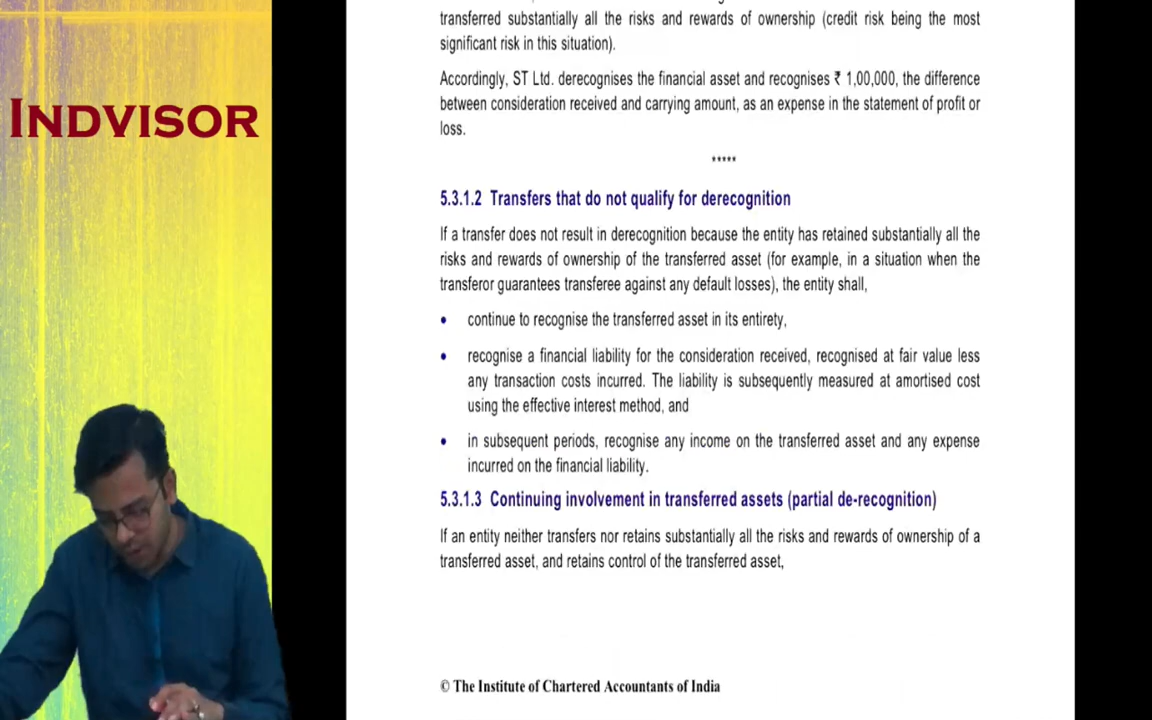 INDVISOR
transferred substantially all the risks and rewards of ownership (credit risk being the most
significant risk in this situation).
Accordingly, ST Ltd. derecognises the financial asset and recognises ₹ 1,00,000, the difference
between consideration received and carrying amount, as an expense in the statement of profit or
loss.
*****
5.3.1.2 Transfers that do not qualify for derecognition
If a transfer does not result in derecognition because the entity has retained substantially all the
risks and rewards of ownership of the transferred asset (for example, in a situation when the
transferor guarantees transferee against any default losses), the entity shall,
• continue to recognise the transferred asset in its entirety,
• recognise a financial liability for the consideration received, recognised at fair value less
any transaction costs incurred. The liability is subsequently measured at amortised cost
using the effective interest method, and
• in subsequent periods, recognise any income on the transferred asset and any expense
incurred on the financial liability.
5.3.1.3 Continuing involvement in transferred assets (partial de-recognition)
If an entity neither transfers nor retains substantially all the risks and rewards of ownership of a
transferred asset, and retains control of the transferred asset,
© The Institute of Chartered Accountants of India